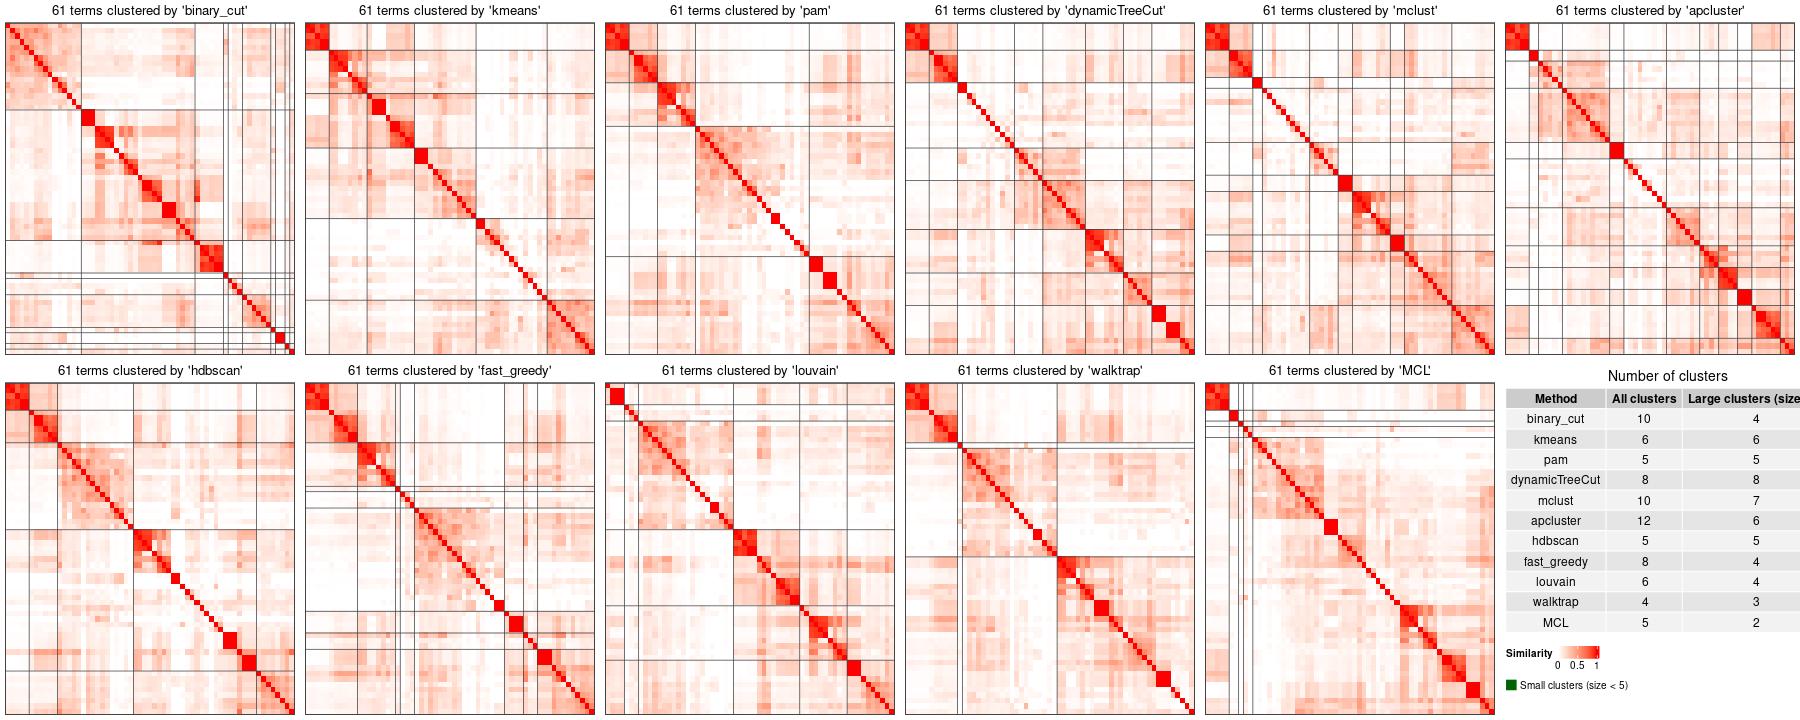 61 terms clustered by 'binary_cut'
61 terms clustered by 'kmeans'
61 terms clustered by 'pam'
61 terms clustered by 'dynamicTreeCut'
61 terms clustered by 'mclust'
61 terms clustered by 'apcluster'
61 terms clustered by 'hdbscan'
61 terms clustered by 'fast_greedy'
61 terms clustered by 'louvain'
61 terms clustered by 'walktrap'
61 terms clustered by 'MCL'
Number of clusters
Method All clusters Large clusters (size
binary_cut 10 4
kmeans 6 6
pam 5 5
dynamicTreeCut 8 8
mclust 10 7
apcluster 12 6
hdbscan 5 5
fast_greedy 8 4
louvain 6 4
walktrap 4 3
MCL 5 2
Similarity
0 0.5 1
Small clusters (size < 5)